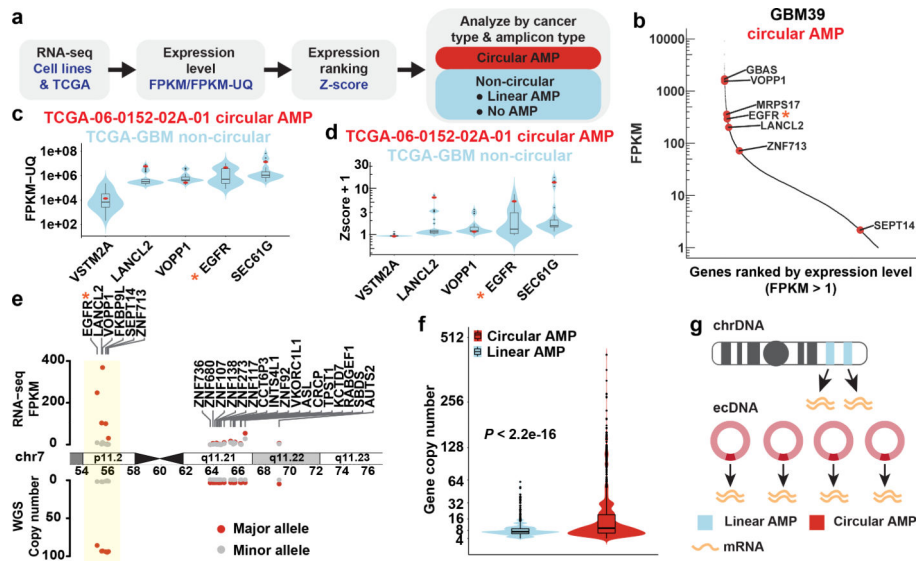 a
RNA-seq
Cell lines
& TCGA
Expression
level
FPKM/FPKM-UQ
Expression
ranking
Z-score
Analyze by cancer
type & amplicon type
Circular AMP
Non-circular
● Linear AMP
● No AMP
b
GBM39
circular AMP
FPKM
10000
1000
100
10
1
GBAS
VOPP1
MRPS17
EGFR *
LANCL2
ZNF713
SEPT14
Genes ranked by expression level
(FPKM > 1)
c
TCGA-06-0152-02A-01 circular AMP
TCGA-GBM non-circular
FPKM-UQ
1e+08
1e+06
1e+04
1e+02
VSTM2A
LANCL2
VOPP1
* EGFR
SEC61G
d
TCGA-06-0152-02A-01 circular AMP
TCGA-GBM non-circular
Zscore + 1
30
20
10
7
5
3
1
0
VSTM2A
LANCL2
VOPP1
* EGFR
SEC61G
e
EGFR *
LANCL2
VOPP1
FKBP9L
SEPT14
ZNF713
ZNF736
ZNF680
ZNF107
ZNF138
ZNF273
ZNF117
CCT6P3
INTS4L1
ZNF92
VKORC1L1
ASL
CRCP
TPST1
KCTD7
RABGEF1
SBDS
AUTS2
RNA-seq
FPKM
400
200
0
chr7
p11.2
q11.21
q11.22
q11.23
54 56 58 60 62 64 66 68 70 72 74 76
WGS
Copy number
0
50
100
Major allele
Minor allele
f
Circular AMP
Linear AMP
Gene copy number
512
256
128
64
32
16
8
4
P < 2.2e-16
g
chrDNA
ecDNA
Linear AMP
Circular AMP
mRNA